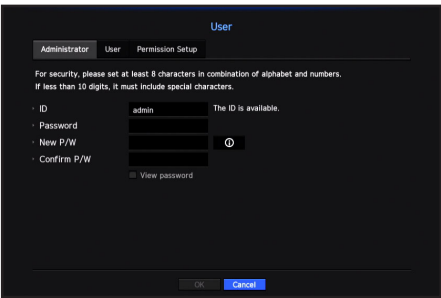 User
Administrator User Permission Setup
For security, please set at least 8 characters in combination of alphabet and numbers.
If less than 10 digits, it must include special characters.
ID admin The ID is available.
Password
New P/W
Confirm P/W
View password
OK Cancel